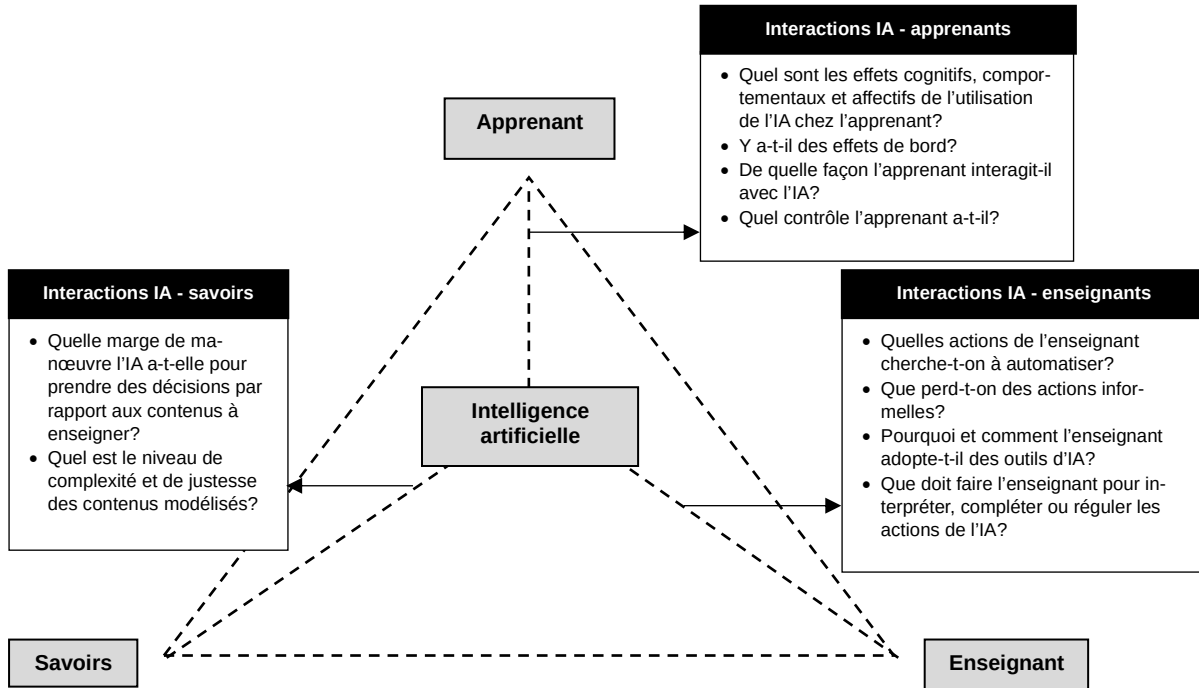 Interactions IA - apprenants
• Quel sont les effets cognitifs, compor-
tementaux et affectifs de l’utilisation
de l’IA chez l’apprenant?
• Y a-t-il des effets de bord?
• De quelle façon l’apprenant interagit-il
avec l’IA?
• Quel contrôle l’apprenant a-t-il?
Apprenant
Interactions IA - savoirs
• Quelle marge de ma-
nœuvre l’IA a-t-elle pour
prendre des décisions par
rapport aux contenus à
enseigner?
• Quel est le niveau de
complexité et de justesse
des contenus modélisés?
Intelligence
artificielle
Interactions IA - enseignants
• Quelles actions de l’enseignant
cherche-t-on à automatiser?
• Que perd-t-on des actions infor-
melles?
• Pourquoi et comment l’enseignant
adopte-t-il des outils d’IA?
• Que doit faire l’enseignant pour in-
terpréter, compléter ou réguler les
actions de l’IA?
Savoirs
Enseignant